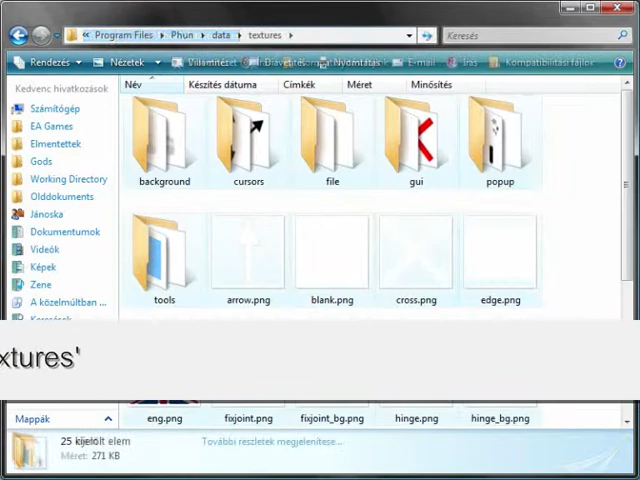 « Program Files ▸ Phun ▸ data ▸ textures ▸
Keresés
Rendezés Nézetek E-mail Írás Kompatibilitási fájlok
Kedvenc hivatkozások
Név Készítés dátuma Címkék Méret Minősítés
Számítógép
EA Games
Elmentettek
Gods
Working Directory
Olddokuments
Jánoska
Dokumentumok
Videók
Képek
Zene
A közelmúltban ...
Keresések
background cursors file gui popup
tools arrow.png blank.png cross.png edge.png
xtures'
eng.png fixjoint.png fixjoint_bg.png hinge.png hinge_bg.png
Mappák
25 kijelölt elem
További részletek megjelenítése...
Méret: 271 KB